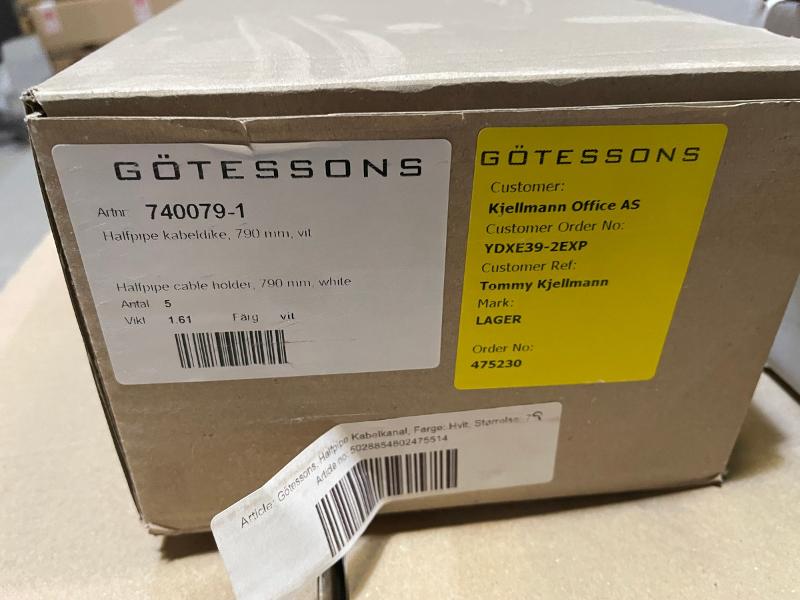 GÖTESSONS
Artnr 740079-1
Halfpipe kabeldike, 790 mm, vit
Halfpipe cable holder, 790 mm, white
Antal 5
Vikt 1.61 Färg vit
GÖTESSONS
Customer:
Kjellmann Office AS
Customer Order No:
YDXE39-2EXP
Customer Ref:
Tommy Kjellmann
Mark:
LAGER
Order No:
475230
Article: Götessons, Halfpipe Kabelkanal, Farge: Hvit, Størrelse:
Article no: 5028854802475514